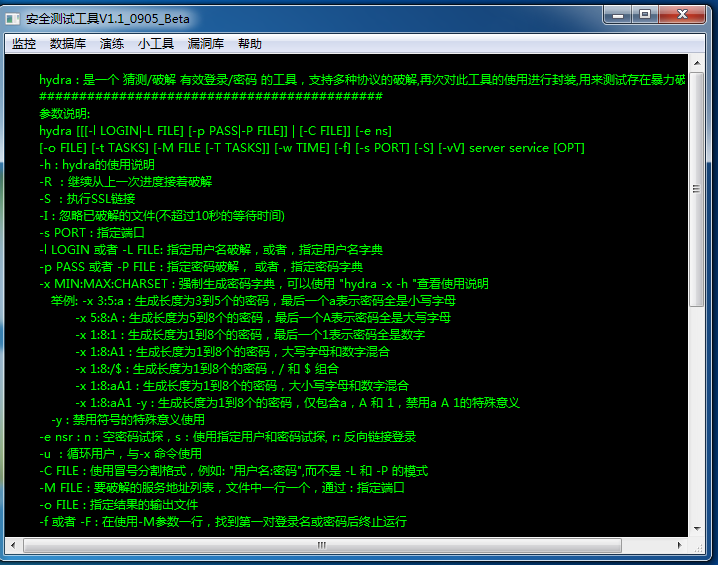 安全测试工具V1.1_0905_Beta
监控 数据库 演练 小工具 漏洞库 帮助
hydra : 是一个 猜测/破解 有效登录/密码 的工具，支持多种协议的破解,再次对此工具的使用进行封装,用来测试存在暴力破
###########################################
参数说明:
hydra [[[-l LOGIN|-L FILE] [-p PASS|-P FILE]] | [-C FILE]] [-e ns]
[-o FILE] [-t TASKS] [-M FILE [-T TASKS]] [-w TIME] [-f] [-s PORT] [-S] [-vV] server service [OPT]
-h : hydra的使用说明
-R ：继续从上一次进度接着破解
-S ：执行SSL链接
-I : 忽略已破解的文件(不超过10秒的等待时间)
-s PORT : 指定端口
-l LOGIN 或者 -L FILE: 指定用户名破解，或者，指定用户名字典
-p PASS 或者 -P FILE : 指定密码破解， 或者，指定密码字典
-x MIN:MAX:CHARSET : 强制生成密码字典，可以使用 "hydra -x -h "查看使用说明
举例: -x 3:5:a : 生成长度为3到5个的密码，最后一个a表示密码全是小写字母
-x 5:8:A : 生成长度为5到8个的密码，最后一个A表示密码全是大写字母
-x 1:8:1 : 生成长度为1到8个的密码，最后一个1表示密码全是数字
-x 1:8:A1 : 生成长度为1到8个的密码，大写字母和数字混合
-x 1:8:/$ : 生成长度为1到8个的密码，/ 和 $ 组合
-x 1:8:aA1 : 生成长度为1到8个的密码，大小写字母和数字混合
-x 1:8:aA1 -y : 生成长度为1到8个的密码，仅包含a，A 和 1，禁用a A 1的特殊意义
-y : 禁用符号的特殊意义使用
-e nsr : n : 空密码试探，s : 使用指定用户和密码试探, r: 反向链接登录
-u ：循环用户，与-x 命令使用
-C FILE : 使用冒号分割格式，例如: "用户名:密码",而不是 -L 和 -P 的模式
-M FILE : 要破解的服务地址列表，文件中一行一个，通过 : 指定端口
-o FILE : 指定结果的输出文件
-f 或者 -F : 在使用-M参数一行，找到第一对登录名或密码后终止运行